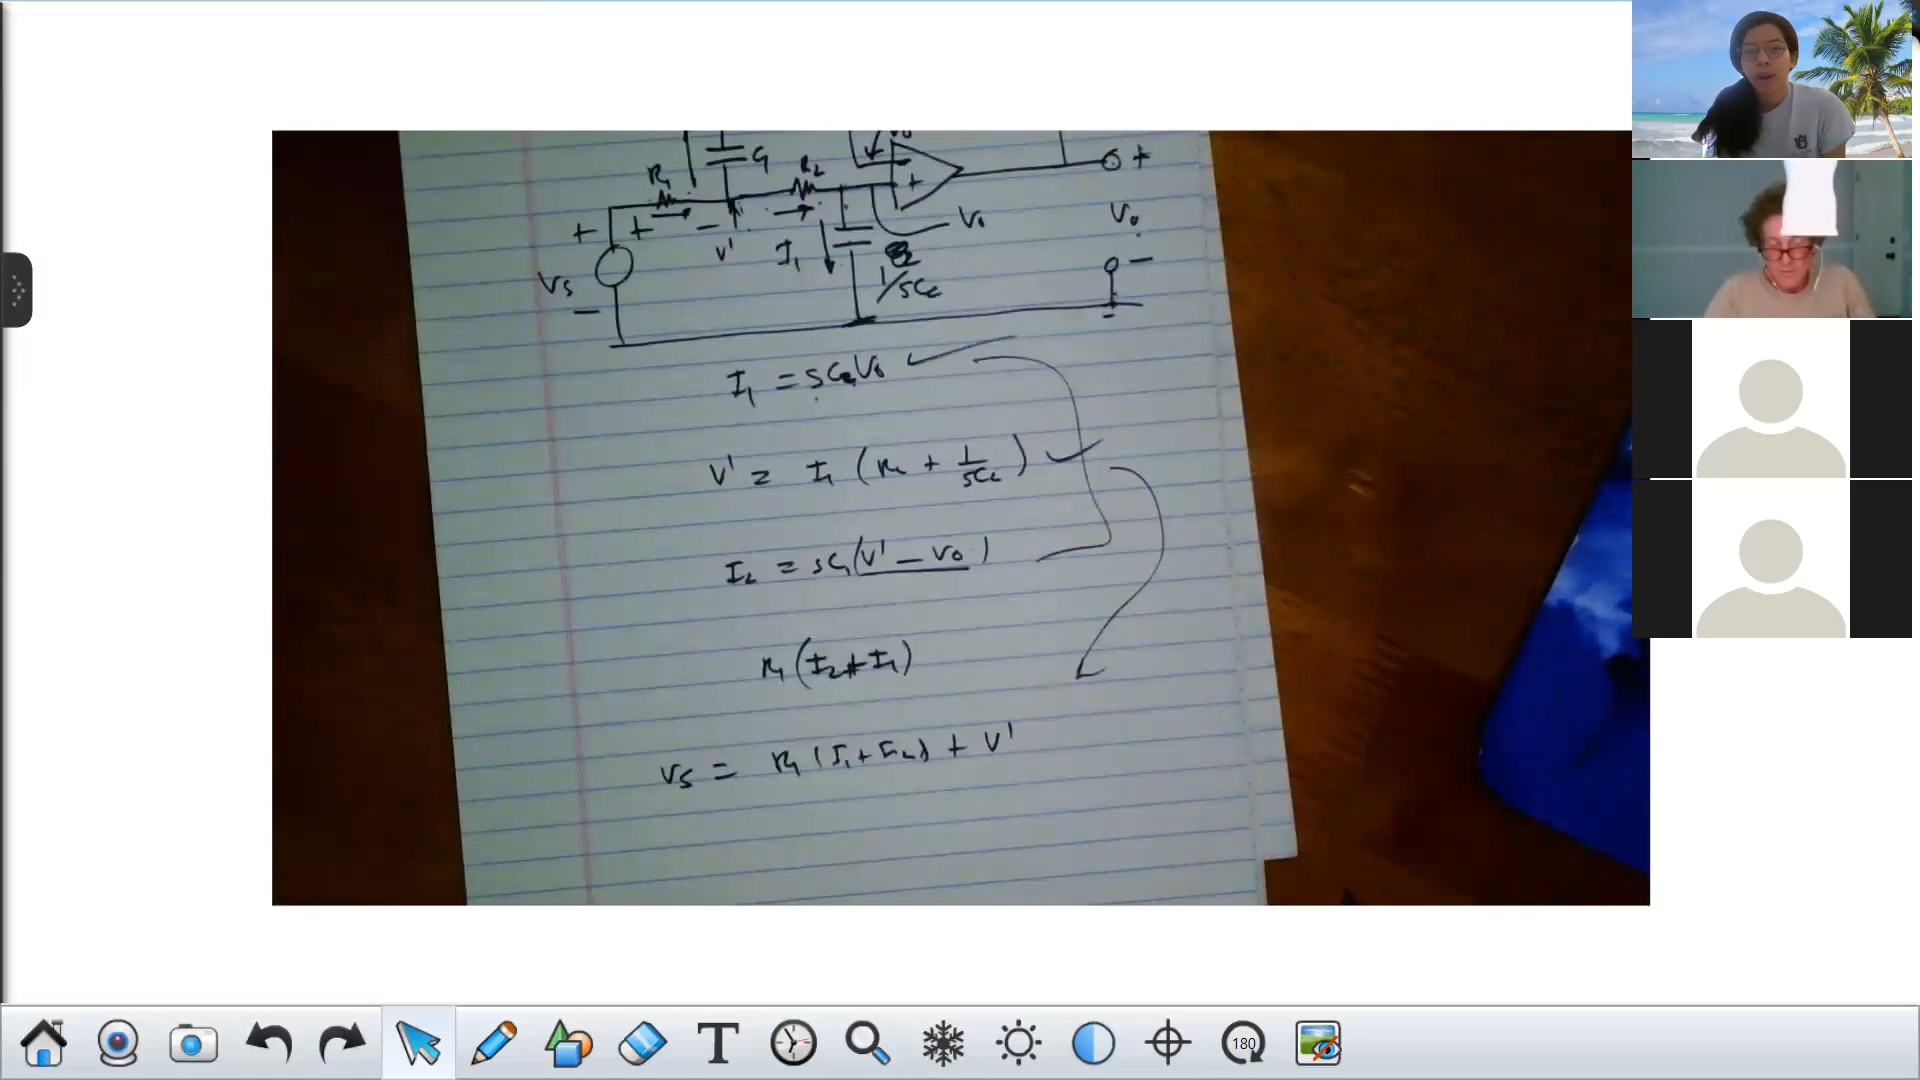 C1
R1
R2
+
+
+ + - V0
V' I1 V0
Vs 1/sC2 -
-
I1 = sC2V0
V' = I1 (R2 + 1/sC2)
I2 = sC1(V' - V0)
R1(I2+I1)
Vs = R1(I1+I2) + V'
T 180